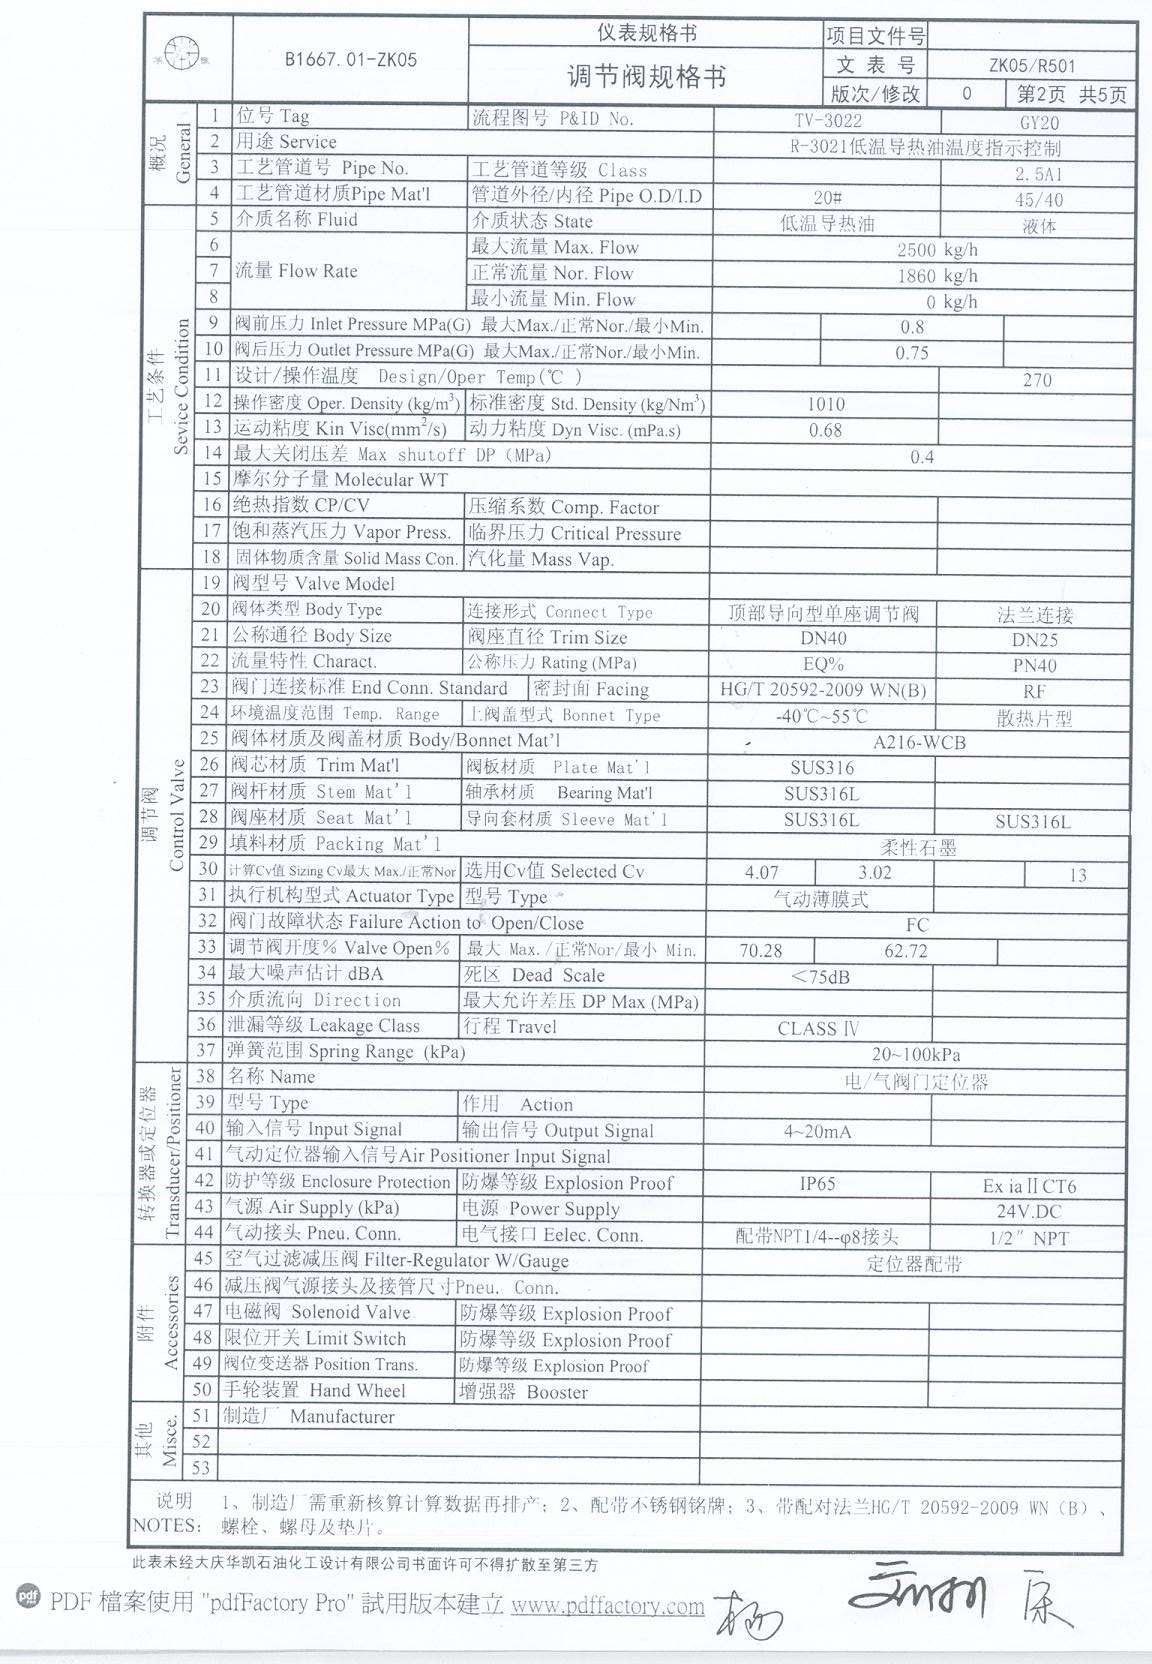 B1667.01-ZK05
仪表规格书
调节阀规格书
项目文件号
文 表 号 ZK05/R501
版次/修改 0 第2页 共5页
概况 General
1 位号 Tag 流程图号 P&ID No. TV-3022 GY20
2 用途 Service R-3021低温导热油温度指示控制
3 工艺管道号 Pipe No. 工艺管道等级 Class 2.5A1
4 工艺管道材质Pipe Mat'l 管道外径/内径 Pipe O.D/I.D 20# 45/40
工艺条件 Sevice Condition
5 介质名称 Fluid 介质状态 State 低温导热油 液体
6 最大流量 Max. Flow 2500 kg/h
7 流量 Flow Rate 正常流量 Nor. Flow 1860 kg/h
8 最小流量 Min. Flow 0 kg/h
9 阀前压力 Inlet Pressure MPa(G) 最大Max./正常Nor./最小Min. 0.8
10 阀后压力 Outlet Pressure MPa(G) 最大Max./正常Nor./最小Min. 0.75
11 设计/操作温度 Design/Oper Temp(℃ ) 270
12 操作密度 Oper. Density (kg/m³) 标准密度 Std. Density (kg/Nm³) 1010
13 运动粘度 Kin Visc(mm²/s) 动力粘度 Dyn Visc. (mPa.s) 0.68
14 最大关闭压差 Max shutoff DP (MPa) 0.4
15 摩尔分子量 Molecular WT
16 绝热指数 CP/CV 压缩系数 Comp. Factor
17 饱和蒸汽压力 Vapor Press. 临界压力 Critical Pressure
18 固体物质含量 Solid Mass Con. 汽化量 Mass Vap.
调节阀 Control Valve
19 阀型号 Valve Model
20 阀体类型 Body Type 连接形式 Connect Type 顶部导向型单座调节阀 法兰连接
21 公称通径 Body Size 阀座直径 Trim Size DN40 DN25
22 流量特性 Charact. 公称压力 Rating (MPa) EQ% PN40
23 阀门连接标准 End Conn. Standard 密封面 Facing HG/T 20592-2009 WN(B) RF
24 环境温度范围 Temp. Range 上阀盖型式 Bonnet Type -40℃~55℃ 散热片型
25 阀体材质及阀盖材质 Body/Bonnet Mat'l A216-WCB
26 阀芯材质 Trim Mat'l 阀板材质 Plate Mat'l SUS316
27 阀杆材质 Stem Mat'l 轴承材质 Bearing Mat'l SUS316L
28 阀座材质 Seat Mat'l 导向套材质 Sleeve Mat'l SUS316L SUS316L
29 填料材质 Packing Mat'l 柔性石墨
30 计算Cv值 Sizing Cv最大 Max./正常Nor 选用Cv值 Selected Cv 4.07 3.02 13
31 执行机构型式 Actuator Type 型号 Type 气动薄膜式
32 阀门故障状态 Failure Action to Open/Close FC
33 调节阀开度% Valve Open% 最大 Max./正常Nor/最小 Min. 70.28 62.72
34 最大噪声估计 dBA 死区 Dead Scale <75dB
35 介质流向 Direction 最大允许差压 DP Max (MPa)
36 泄漏等级 Leakage Class 行程 Travel CLASS Ⅳ
37 弹簧范围 Spring Range (kPa) 20~100kPa
转换器或定位器 Transducer/Positioner
38 名称 Name 电/气阀门定位器
39 型号 Type 作用 Action
40 输入信号 Input Signal 输出信号 Output Signal 4~20mA
41 气动定位器输入信号Air Positioner Input Signal
42 防护等级 Enclosure Protection 防爆等级 Explosion Proof IP65 Ex iaⅡCT6
43 气源 Air Supply (kPa) 电源 Power Supply 24V.DC
44 气动接头 Pneu. Conn. 电气接口 Eelec. Conn. 配带NPT1/4--φ8接头 1/2" NPT
附件 Accessories
45 空气过滤减压阀 Filter-Regulator W/Gauge 定位器配带
46 减压阀气源接头及接管尺寸Pneu. Conn.
47 电磁阀 Solenoid Valve 防爆等级 Explosion Proof
48 限位开关 Limit Switch 防爆等级 Explosion Proof
49 阀位变送器 Position Trans. 防爆等级 Explosion Proof
50 手轮装置 Hand Wheel 增强器 Booster
其他 Misce.
51 制造厂 Manufacturer
52
53
说明 1、制造厂需重新核算计算数据再排产；2、配带不锈钢铭牌；3、带配对法兰HG/T 20592-2009 WN（B）、
NOTES: 螺栓、螺母及垫片。
此表未经大庆华凯石油化工设计有限公司书面许可不得扩散至第三方
pdf PDF 檔案使用 "pdfFactory Pro" 試用版本建立 www.pdffactory.com